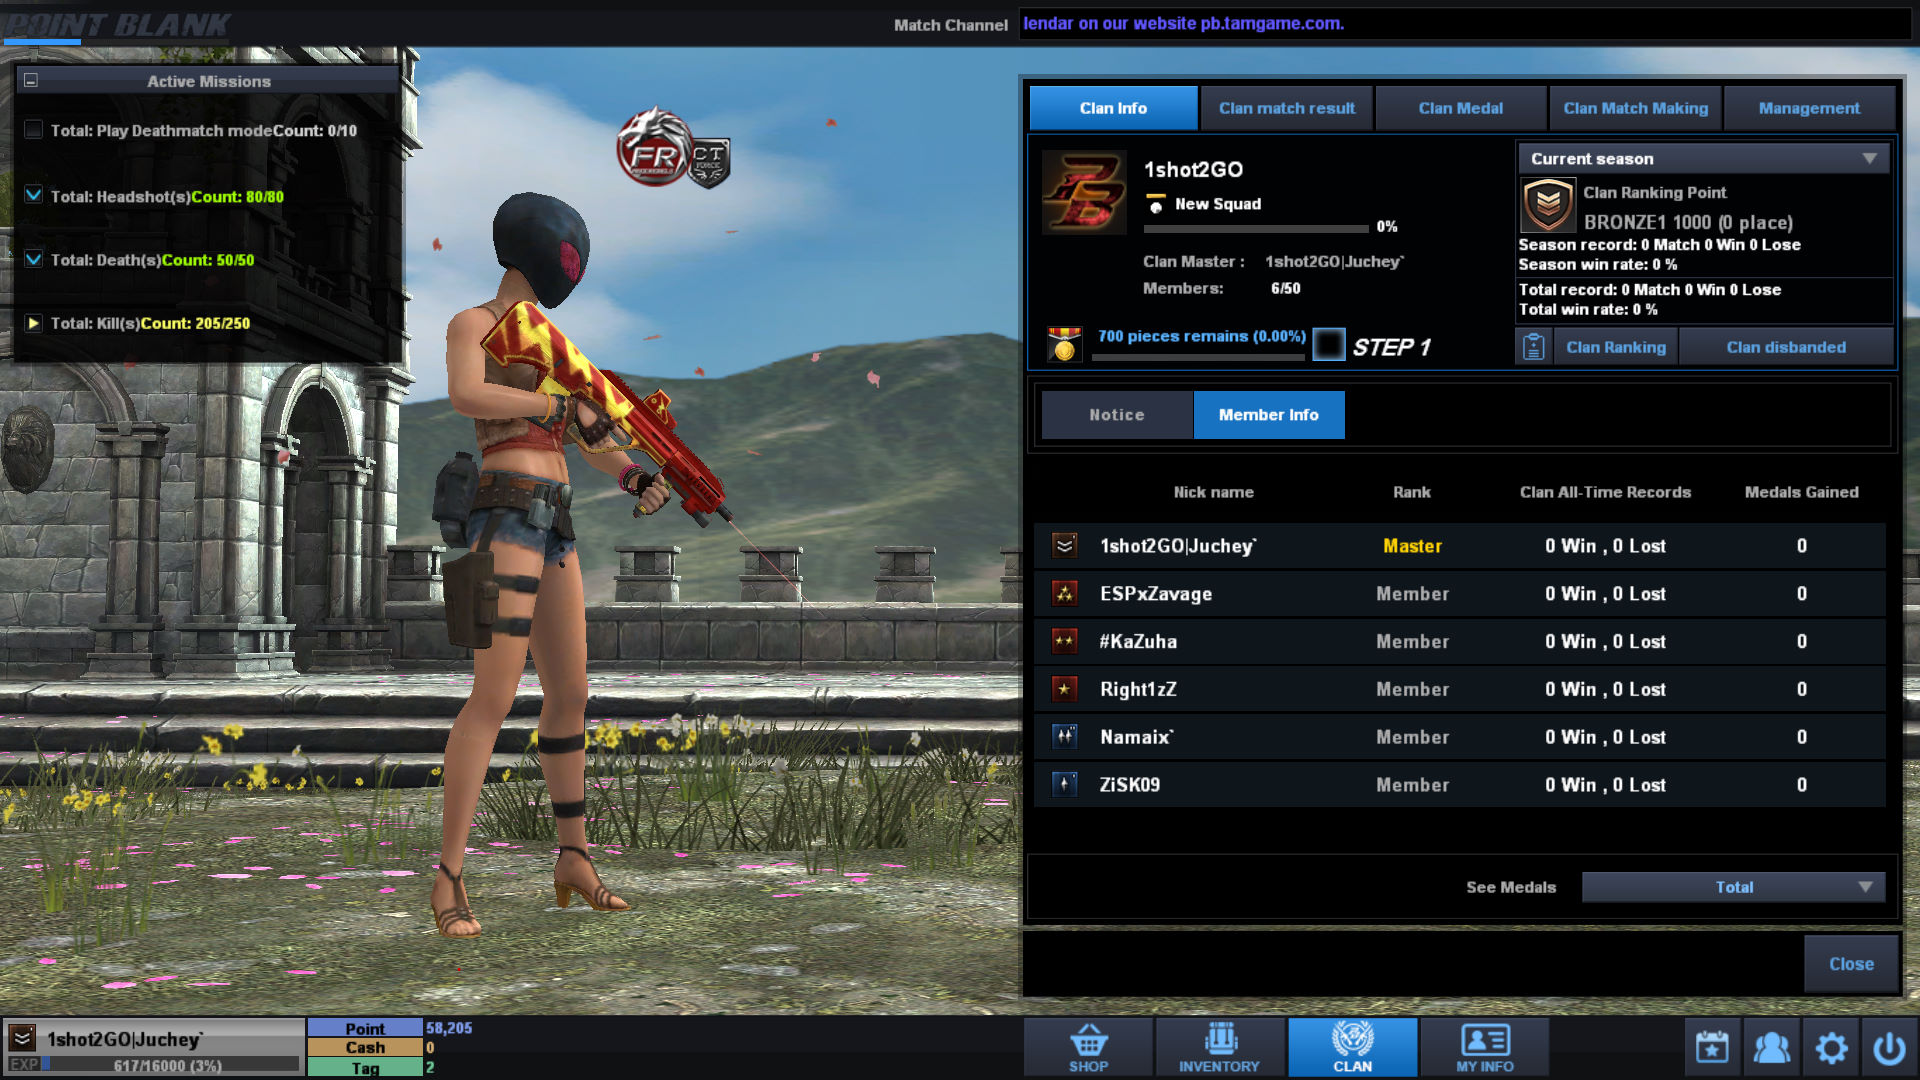 POINT BLANK
Match Channel
lendar on our website pb.tamgame.com.
Active Missions
Total: Play Deathmatch modeCount: 0/10
Total: Headshot(s)Count: 80/80
Total: Death(s)Count: 50/50
Total: Kill(s)Count: 205/250
FR
CT
FORCE
Clan Info
Clan match result
Clan Medal
Clan Match Making
Management
1shot2GO
New Squad
0%
Clan Master : 1shot2GO|Juchey`
Members: 6/50
700 pieces remains (0.00%)
STEP 1
Current season
Clan Ranking Point
BRONZE1 1000 (0 place)
Season record: 0 Match 0 Win 0 Lose
Season win rate: 0 %
Total record: 0 Match 0 Win 0 Lose
Total win rate: 0 %
Clan Ranking
Clan disbanded
Notice
Member Info
Nick name Rank Clan All-Time Records Medals Gained
1shot2GO|Juchey` Master 0 Win , 0 Lost 0
ESPxZavage Member 0 Win , 0 Lost 0
#KaZuha Member 0 Win , 0 Lost 0
Right1zZ Member 0 Win , 0 Lost 0
Namaix` Member 0 Win , 0 Lost 0
ZiSK09 Member 0 Win , 0 Lost 0
See Medals Total
Close
1shot2GO|Juchey`
EXP 617/16000 (3%)
Point 58,205
Cash 0
Tag 2
SHOP
INVENTORY
CLAN
MY INFO